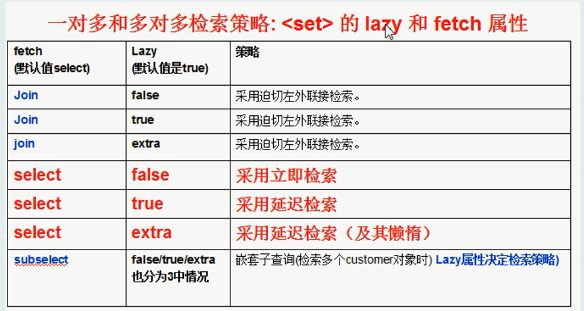 一对多和多对多检索策略: <set> 的 lazy 和 fetch 属性
fetch
(默认值select)
Lazy
(默认值是true)
策略
Join
false
采用迫切左外联接检索。
Join
true
采用迫切左外联接检索。
join
extra
采用迫切左外联接检索。
select
false
采用立即检索
select
true
采用延迟检索
select
extra
采用延迟检索（及其懒惰）
subselect
false/true/extra
也分为3中情况
嵌套子查询(检索多个customer对象时) Lazy属性决定检索策略)